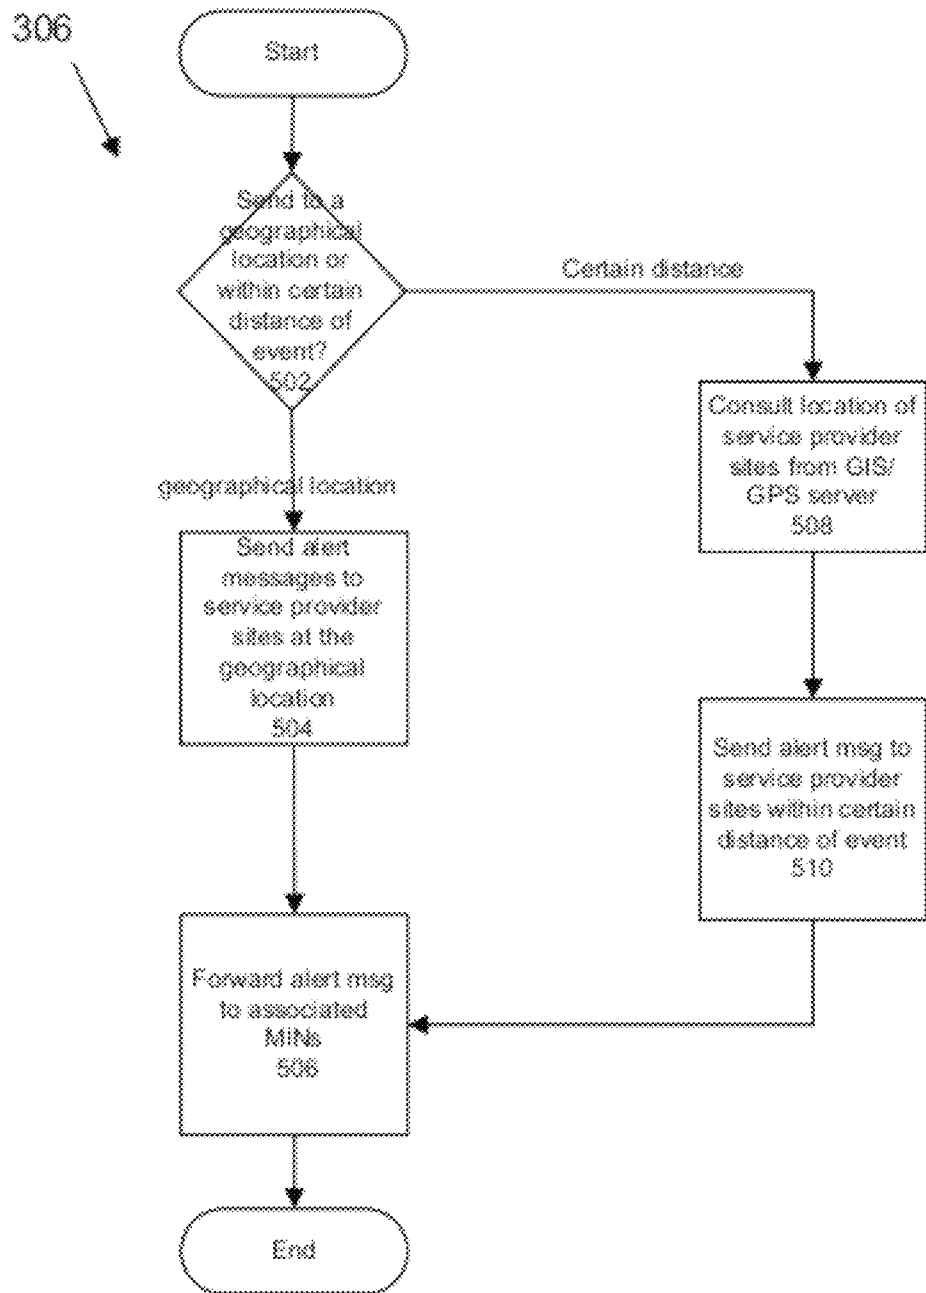 306
Start
Send to a
geographical
location or
within certain
distance of
event?
502
Certain distance
geographical location
Consult location of
service provider
sites from GIS/
GPS server
508
Send alert
messages to
service provider
sites at the
geographical
location
504
Send alert msg to
service provider
sites within certain
distance of event
510
Forward alert msg
to associated
MINs
506
End